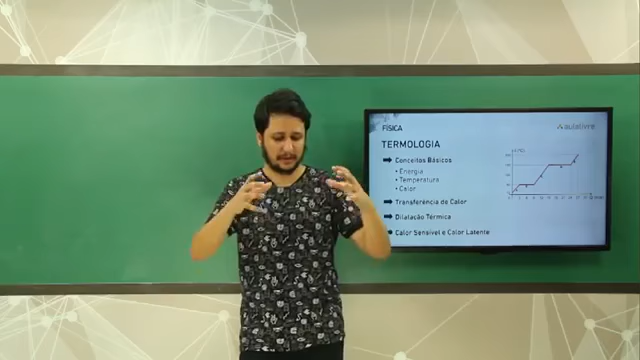 FÍSICA
aulalivre
TERMOLOGIA
Conceitos Básicos
• Energia
• Temperatura
• Calor
Transferência de Calor
Dilatação Térmica
Calor Sensível e Calor Latente